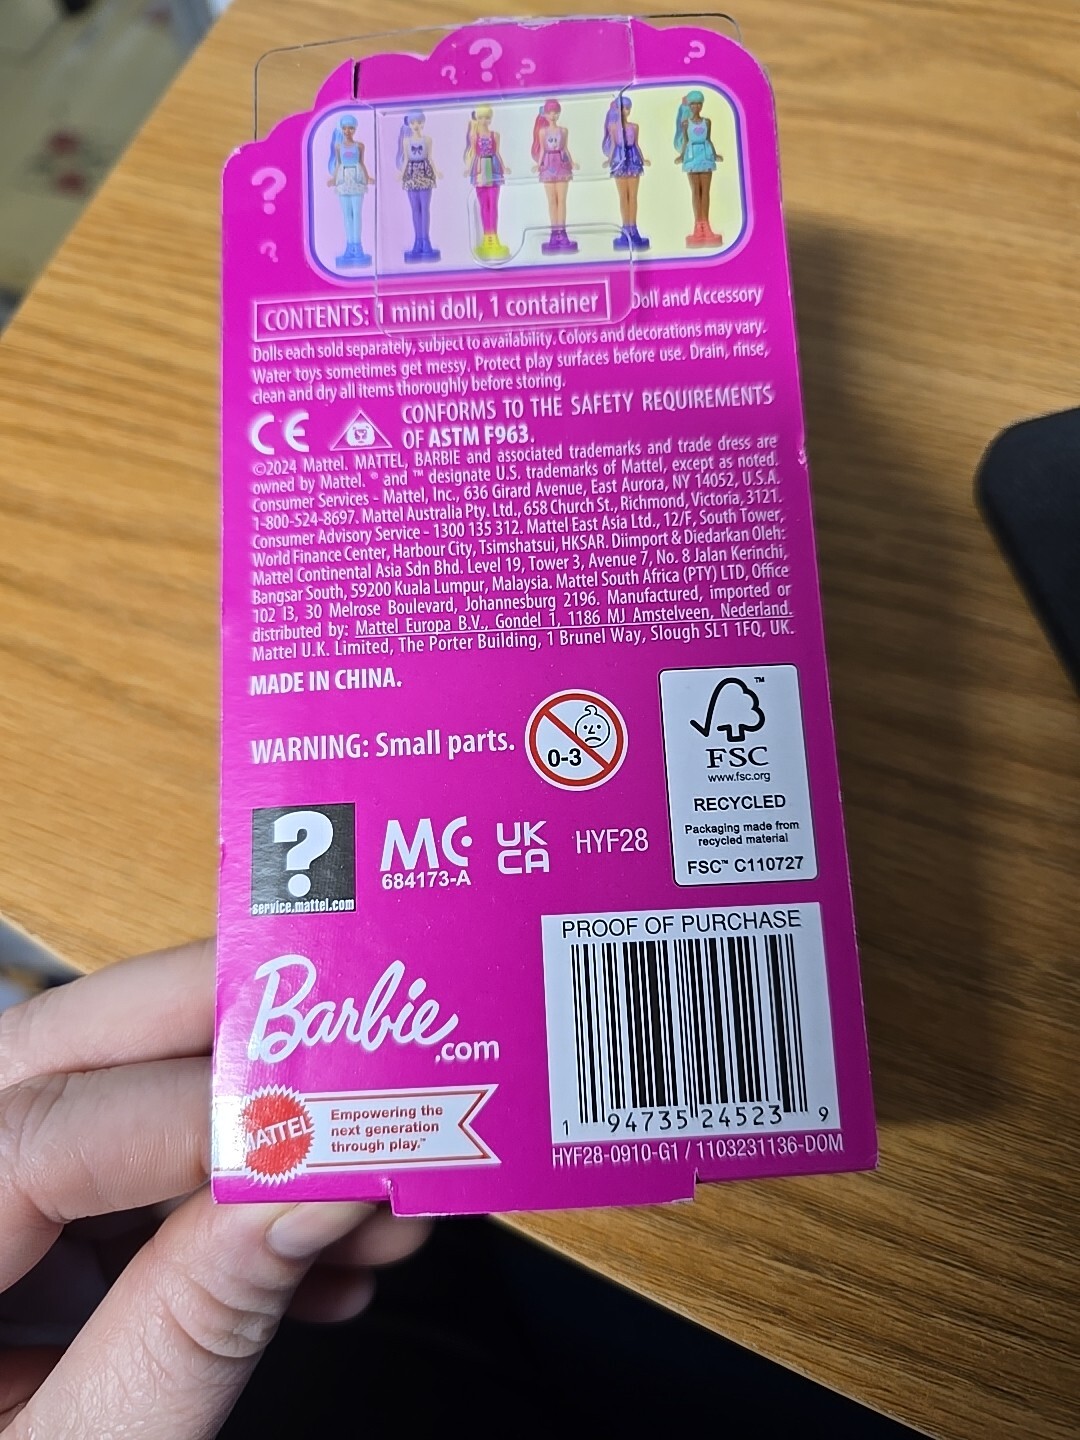 ? ? ? ?
?
?
CONTENTS: 1 mini doll, 1 container Doll and Accessory
Dolls each sold separately, subject to availability. Colors and decorations may vary.
Water toys sometimes get messy. Protect play surfaces before use. Drain, rinse,
clean and dry all items thoroughly before storing.
CE CONFORMS TO THE SAFETY REQUIREMENTS
OF ASTM F963.
©2024 Mattel. MATTEL, BARBIE and associated trademarks and trade dress are
owned by Mattel. ® and ™ designate U.S. trademarks of Mattel, except as noted.
Consumer Services - Mattel, Inc., 636 Girard Avenue, East Aurora, NY 14052, U.S.A.
1-800-524-8697. Mattel Australia Pty. Ltd., 658 Church St., Richmond, Victoria, 3121.
Consumer Advisory Service - 1300 135 312. Mattel East Asia Ltd., 12/F, South Tower,
World Finance Center, Harbour City, Tsimshatsui, HKSAR. Diimport & Diedarkan Oleh:
Mattel Continental Asia Sdn Bhd. Level 19, Tower 3, Avenue 7, No. 8 Jalan Kerinchi,
Bangsar South, 59200 Kuala Lumpur, Malaysia. Mattel South Africa (PTY) LTD, Office
102 I3, 30 Melrose Boulevard, Johannesburg 2196. Manufactured, imported or
distributed by: Mattel Europa B.V., Gondel 1, 1186 MJ Amstelveen, Nederland.
Mattel U.K. Limited, The Porter Building, 1 Brunel Way, Slough SL1 1FQ, UK.
MADE IN CHINA.
WARNING: Small parts.
0-3
™
FSC
www.fsc.org
RECYCLED
Packaging made from
recycled material
FSC™ C110727
?
service.mattel.com
MC
684173-A
UK
CA
HYF28
PROOF OF PURCHASE
1 94735 24523 9
HYF28-0910-G1 / 1103231136-DOM
Barbie
.com
MATTEL
Empowering the
next generation
through play.™